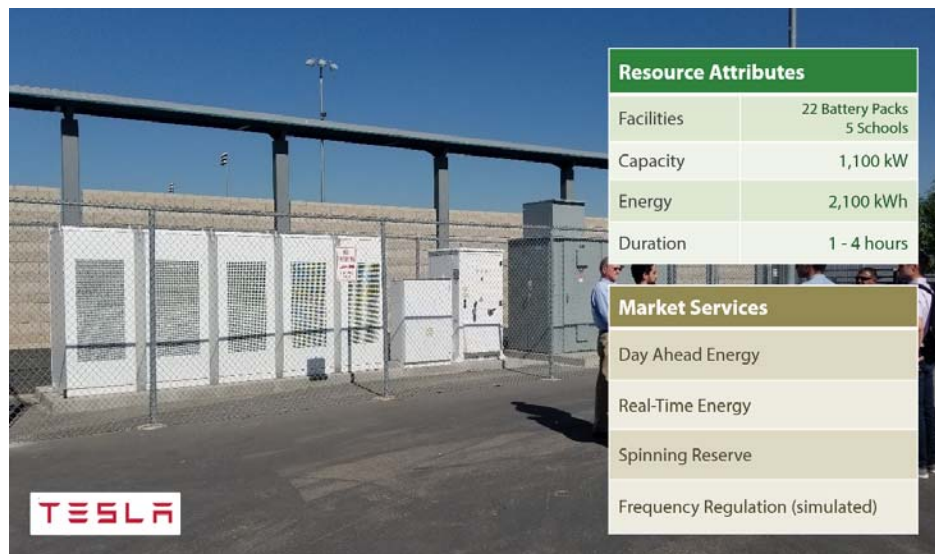 Resource Attributes
Facilities
22 Battery Packs
5 Schools
Capacity
1,100 kW
Energy
2,100 kWh
Duration
1 - 4 hours
Market Services
Day Ahead Energy
Real-Time Energy
Spinning Reserve
Frequency Regulation (simulated)
TESLA